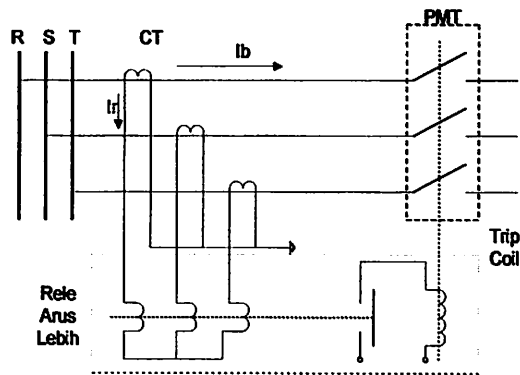 PMT
R S T CT Ib
Ir
Trip
Coil
Rele
Arus
Lebih